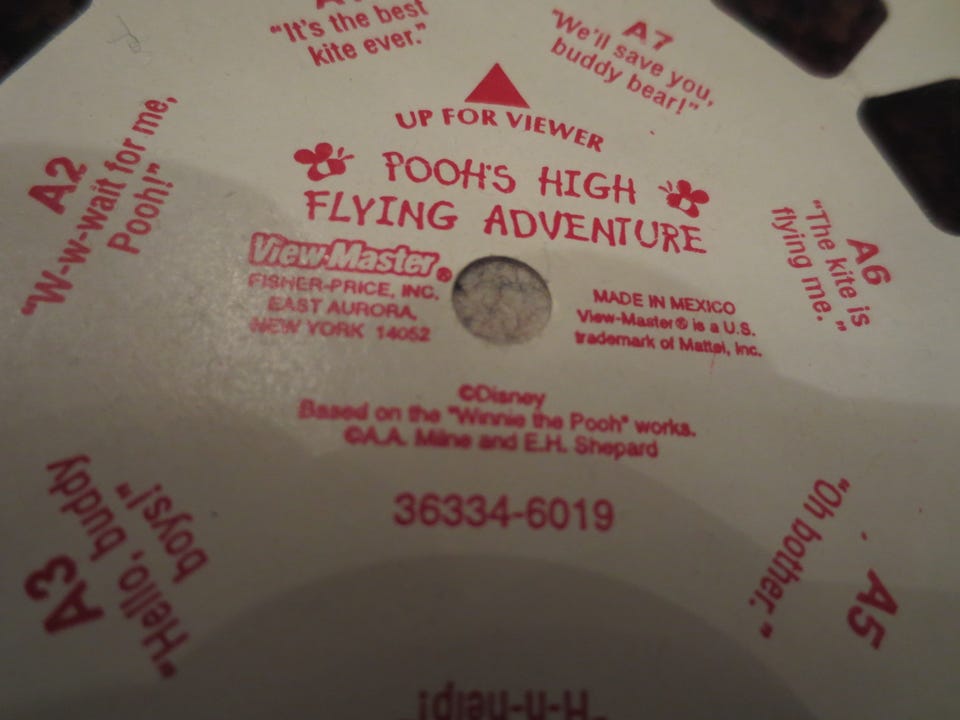 "It's the best
kite ever."
A7
"We'll save you,
buddy bear!"
UP FOR VIEWER
A2
"W-w-wait for me,
Pooh!"
POOH'S HIGH
FLYING ADVENTURE
A6
"The kite is
flying me."
View-Master®
FISHER-PRICE, INC.
EAST AURORA,
NEW YORK 14052
MADE IN MEXICO
View-Master® is a U.S.
trademark of Mattel, Inc.
©Disney
Based on the "Winnie the Pooh" works.
©A.A. Milne and E.H. Shepard
36334-6019
A3
"Hello, buddy
boys!"
A5
"Oh bother."
"H-h-help!